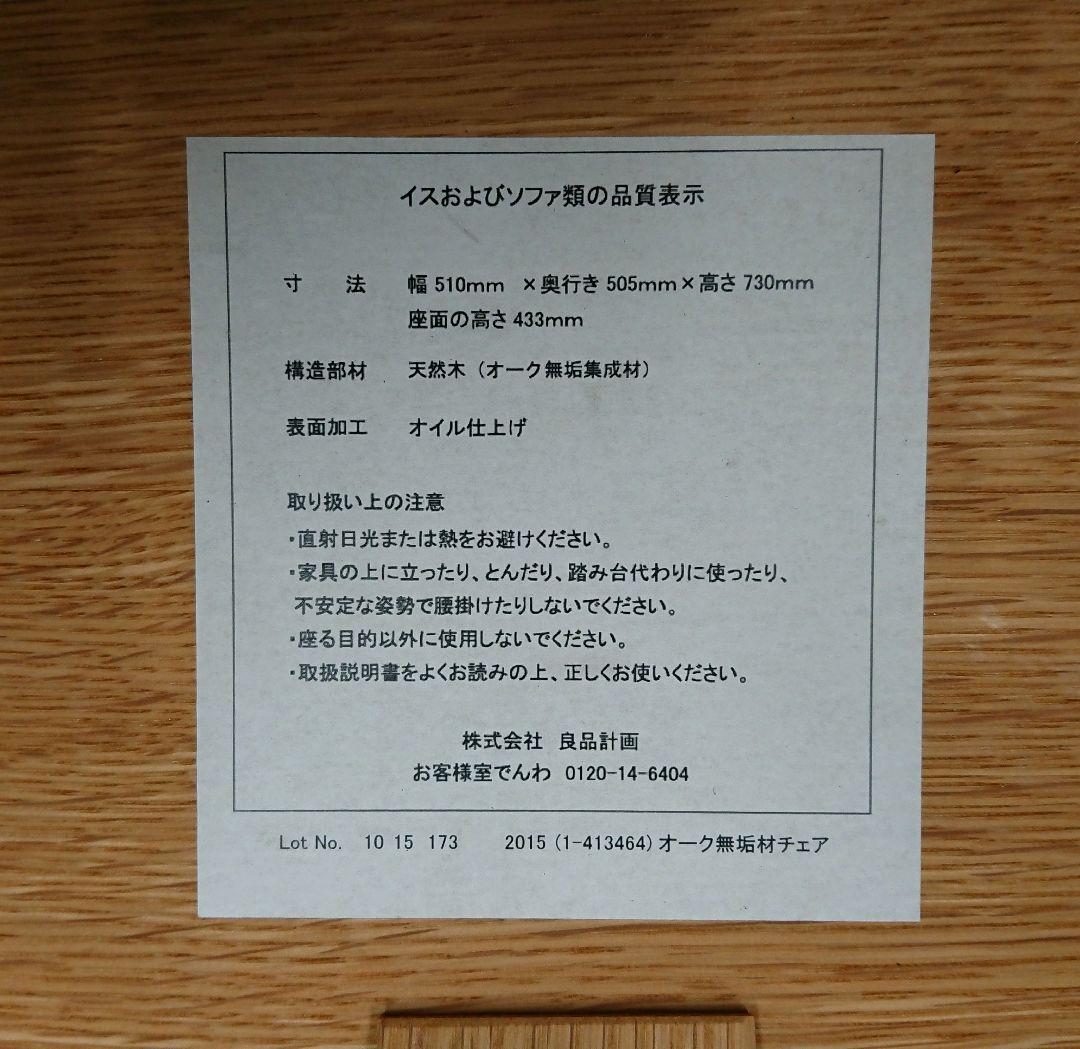 イスおよびソファ類の品質表示
寸　法　幅 510mm　×奥行き 505mm×高さ 730mm
座面の高さ 433mm
構造部材　天然木（オーク無垢集成材）
表面加工　オイル仕上げ
取り扱い上の注意
・直射日光または熱をお避けください。
・家具の上に立ったり、とんだり、踏み台代わりに使ったり、
不安定な姿勢で腰掛けたりしないでください。
・座る目的以外に使用しないでください。
・取扱説明書をよくお読みの上、正しくお使いください。
株式会社　良品計画
お客様室でんわ　0120-14-6404
Lot No.　10 15 173　2015 (1-413464) オーク無垢材チェア